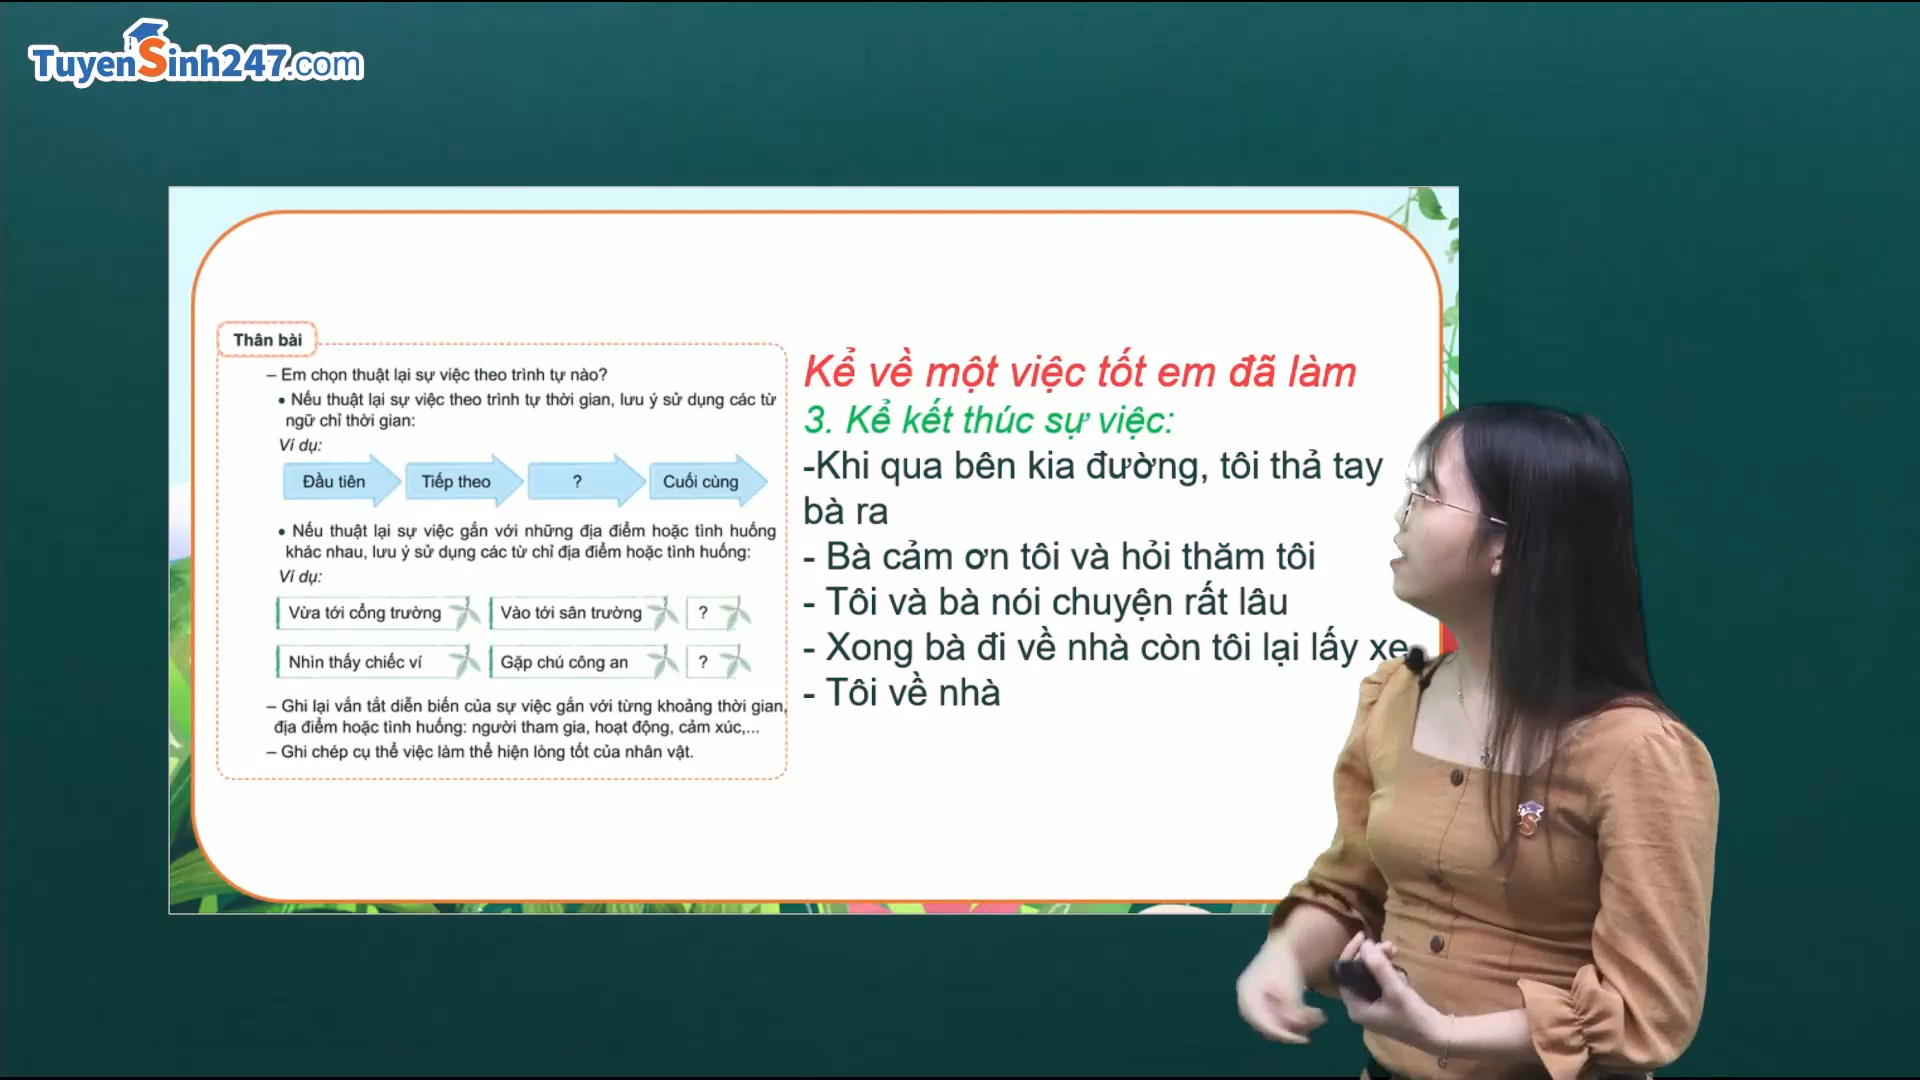 TuyenSinh247.com
Thân bài
– Em chọn thuật lại sự việc theo trình tự nào?
• Nếu thuật lại sự việc theo trình tự thời gian, lưu ý sử dụng các từ
ngữ chỉ thời gian:
Ví dụ:
Đầu tiên
Tiếp theo
?
Cuối cùng
• Nếu thuật lại sự việc gắn với những địa điểm hoặc tình huống
khác nhau, lưu ý sử dụng các từ chỉ địa điểm hoặc tình huống:
Ví dụ:
Vừa tới cổng trường
Vào tới sân trường
?
Nhìn thấy chiếc ví
Gặp chú công an
?
– Ghi lại vắn tắt diễn biến của sự việc gắn với từng khoảng thời gian,
địa điểm hoặc tình huống: người tham gia, hoạt động, cảm xúc,...
– Ghi chép cụ thể việc làm thể hiện lòng tốt của nhân vật.
Kể về một việc tốt em đã làm
3. Kể kết thúc sự việc:
-Khi qua bên kia đường, tôi thả tay
bà ra
- Bà cảm ơn tôi và hỏi thăm tôi
- Tôi và bà nói chuyện rất lâu
- Xong bà đi về nhà còn tôi lại lấy xe
- Tôi về nhà